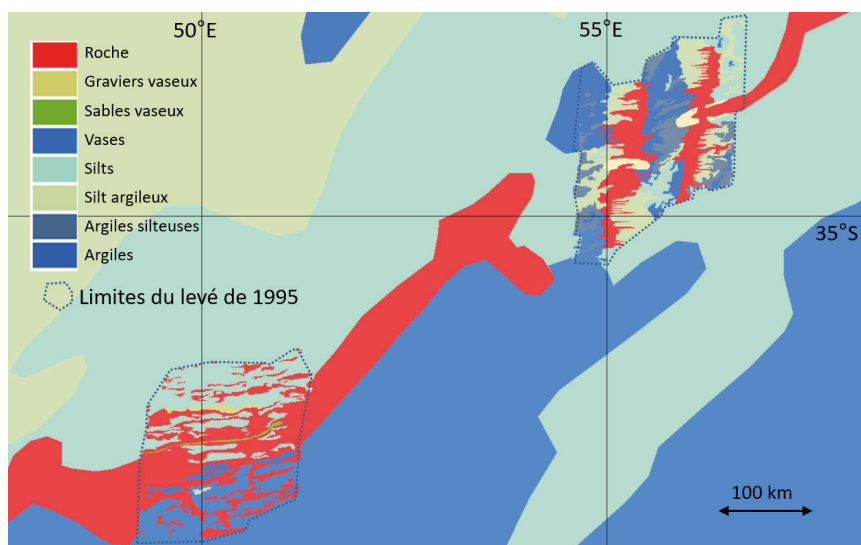 50°E
55°E
Roche
Graviers vaseux
Sables vaseux
Vases
Silts
Silt argileux
Argiles silteuses
Argiles
35°S
Limites du levé de 1995
100 km